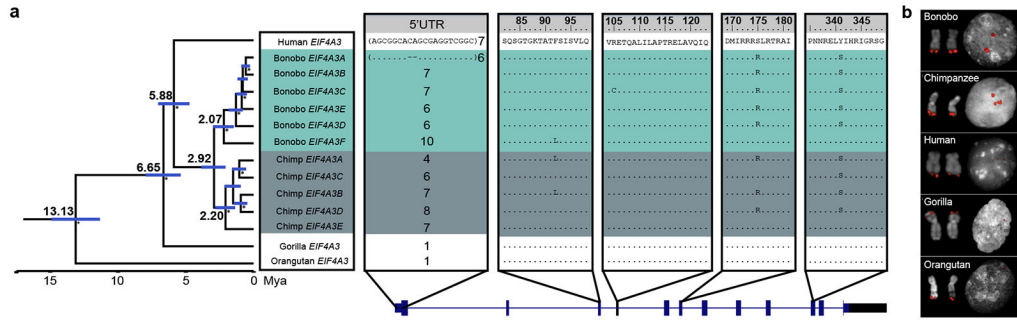 a
5'UTR
85 90 95
105 110 115 120
170 175 180
340 345
Human EIF4A3
(AGCGGCACAGCGAGGTCGGC)7
SQSGTGKTATFSISVLQ
VRETQALILAPTRELAVQIQ
DMIRRRSLRTRAI
PNNRELYIHRIGRSG
Bonobo EIF4A3A
(.......--...........)6
R
S
Bonobo EIF4A3B
7
R
S
Bonobo EIF4A3C
7
C
R
S
Bonobo EIF4A3E
6
R
S
Bonobo EIF4A3D
6
R
S
Bonobo EIF4A3F
10
L
Chimp EIF4A3A
4
L
R
S
Chimp EIF4A3C
6
S
Chimp EIF4A3B
7
L
R
S
Chimp EIF4A3D
8
R
S
Chimp EIF4A3E
7
Gorilla EIF4A3
1
Orangutan EIF4A3
1
5.88
2.07
2.92
6.65
2.20
13.13
15 10 5 0 Mya
b
Bonobo
Chimpanzee
Human
Gorilla
Orangutan